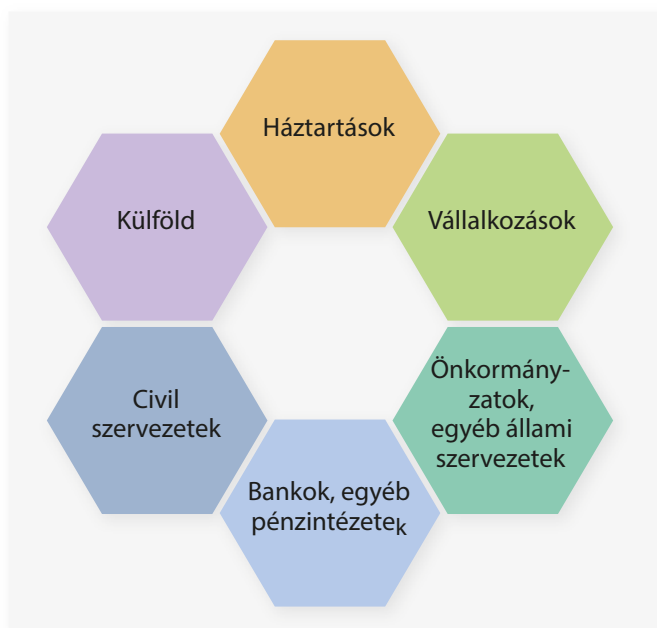 Háztartások
Vállalkozások
Önkormány-
zatok,
egyéb állami
szervezetek
Bankok, egyéb
pénzintézetek
Civil
szervezetek
Külföld